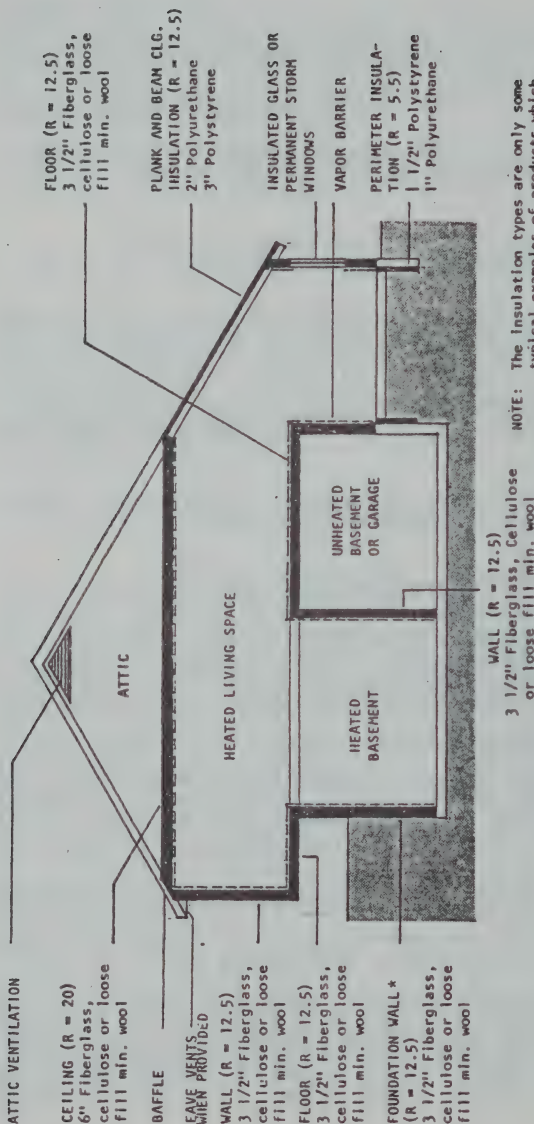 ATTIC VENTILATION
CEILING (R = 20)
6" Fiberglass,
cellulose or loose
fill min. wool
BAFFLE
EAVE VENTS
WHEN PROVIDED
WALL (R = 12.5)
3 1/2" Fiberglass,
cellulose or loose
fill min. wool
FLOOR (R = 12.5)
3 1/2" Fiberglass,
cellulose or loose
fill min. wool
FOUNDATION WALL*
(R = 12.5)
3 1/2" Fiberglass,
cellulose or loose
fill min. wool
ATTIC
HEATED LIVING SPACE
HEATED
BASEMENT
UNHEATED
BASEMENT
OR GARAGE
WALL (R = 12.5)
3 1/2" Fiberglass, Cellulose
or loose fill min. wool
FLOOR (R = 12.5)
3 1/2" Fiberglass,
cellulose or loose
fill min. wool
PLANK AND BEAM CLG.
INSULATION (R = 12.5)
2" Polyurethane
3" Polystyrene
INSULATED GLASS OR
PERMANENT STORM
WINDOWS
VAPOR BARRIER
PERIMETER INSULA-
TION (R = 5.5)
1 1/2" Polystyrene
1" Polyurethane
NOTE: The insulation types are only some
typical examples of products which